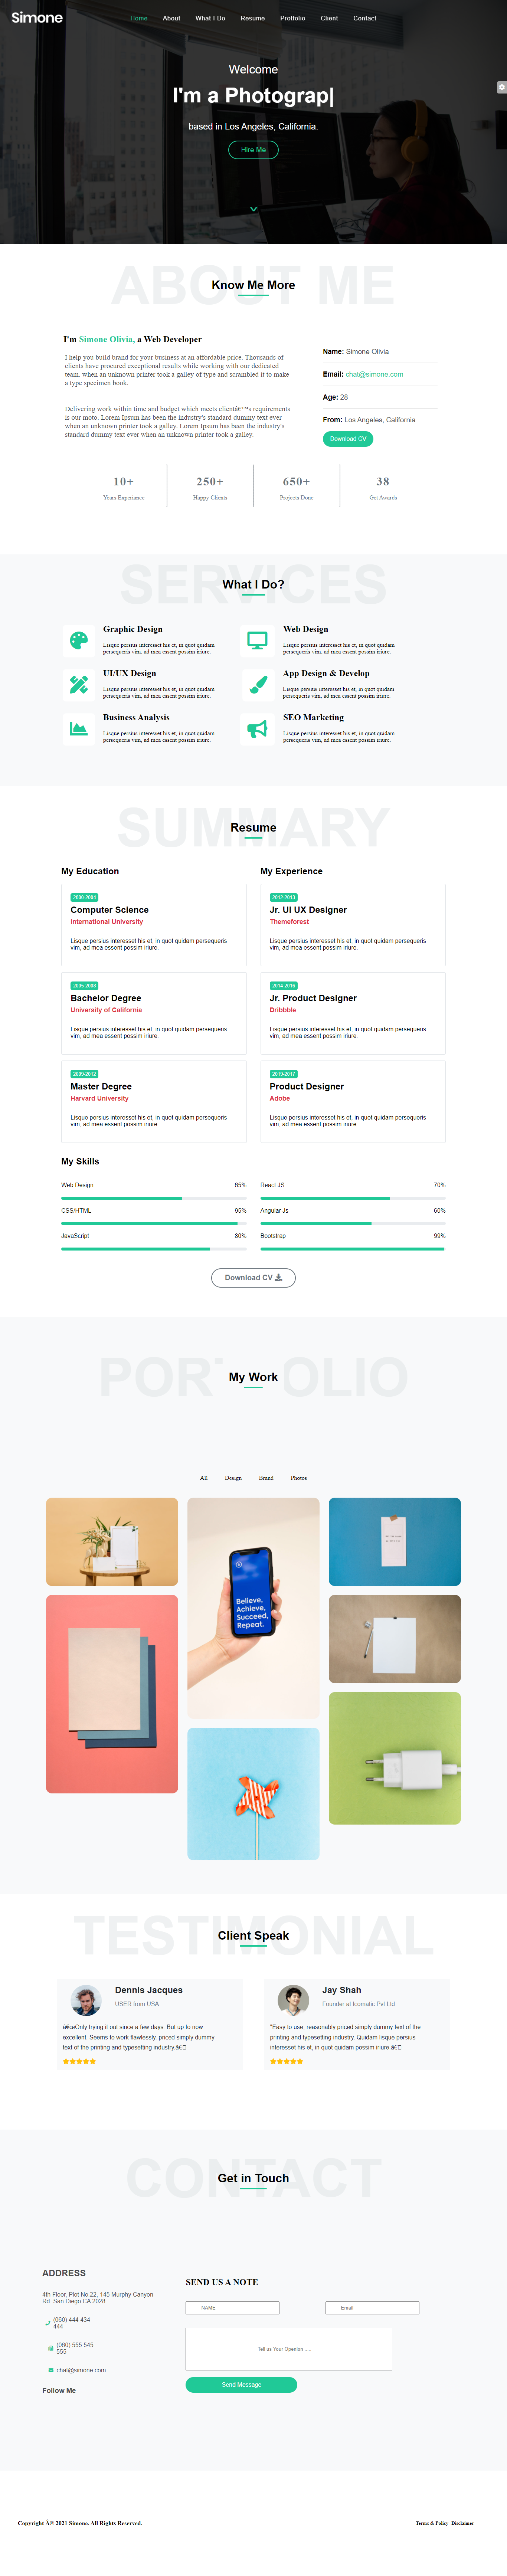 Simone
Home About What I Do Resume Protfolio Client Contact
Welcome
I'm a Photograp|
based in Los Angeles, California.
Hire Me
ABOUT ME
Know Me More
I'm Simone Olivia, a Web Developer
I help you build brand for your business at an affordable price. Thousands of
clients have procured exceptional results while working with our dedicated
team. when an unknown printer took a galley of type and scrambled it to make
a type specimen book.
Delivering work within time and budget which meets clientâ€™s requirements
is our moto. Lorem Ipsum has been the industry's standard dummy text ever
when an unknown printer took a galley. Lorem Ipsum has been the industry's
standard dummy text ever when an unknown printer took a galley.
Name: Simone Olivia
Email: chat@simone.com
Age: 28
From: Los Angeles, California
Download CV
10+ 250+ 650+ 38
Years Experiance Happy Clients Projects Done Get Awards
SERVICES
What I Do?
Graphic Design
Lisque persius interesset his et, in quot quidam
persequeris vim, ad mea essent possim iriure.
Web Design
Lisque persius interesset his et, in quot quidam
persequeris vim, ad mea essent possim iriure.
UI/UX Design
Lisque persius interesset his et, in quot quidam
persequeris vim, ad mea essent possim iriure.
App Design & Develop
Lisque persius interesset his et, in quot quidam
persequeris vim, ad mea essent possim iriure.
Business Analysis
Lisque persius interesset his et, in quot quidam
persequeris vim, ad mea essent possim iriure.
SEO Marketing
Lisque persius interesset his et, in quot quidam
persequeris vim, ad mea essent possim iriure.
SUMMARY
Resume
My Education
2000-2004
Computer Science
International University
Lisque persius interesset his et, in quot quidam persequeris
vim, ad mea essent possim iriure.
2005-2008
Bachelor Degree
University of California
Lisque persius interesset his et, in quot quidam persequeris
vim, ad mea essent possim iriure.
2009-2012
Master Degree
Harvard University
Lisque persius interesset his et, in quot quidam persequeris
vim, ad mea essent possim iriure.
My Experience
2012-2013
Jr. UI UX Designer
Themeforest
Lisque persius interesset his et, in quot quidam persequeris
vim, ad mea essent possim iriure.
2014-2016
Jr. Product Designer
Dribbble
Lisque persius interesset his et, in quot quidam persequeris
vim, ad mea essent possim iriure.
Product Designer
Adobe
Lisque persius interesset his et, in quot quidam persequeris
vim, ad mea essent possim iriure.
My Skills
Web Design 65%
React JS 70%
CSS/HTML 95%
Angular Js 60%
JavaScript 80%
Bootstrap 99%
Download CV
PORTFOLIO
My Work
All Design Brand Photos
Believe,
Achieve,
Succeed,
Repeat.
TESTIMONIAL
Client Speak
Dennis Jacques
USER from USA
â€œOnly trying it out since a few days. But up to now
excellent. Seems to work flawlessly. priced simply dummy
text of the printing and typesetting industry.â€
Jay Shah
Founder at Icomatic Pvt Ltd
"Easy to use, reasonably priced simply dummy text of the
printing and typesetting industry. Quidam lisque persius
interesset his et, in quot quidam possim iriure.â€
CONTACT
Get in Touch
ADDRESS
4th Floor, Plot No.22, 145 Murphy Canyon
Rd. San Diego CA 2028
(060) 444 434
444
(060) 555 545
555
chat@simone.com
Follow Me
SEND US A NOTE
NAME Email
Tell us Your Openion ....
Send Message
Copyright Â© 2021 Simone. All Rights Reserved.
Terms & Policy Disclaimer